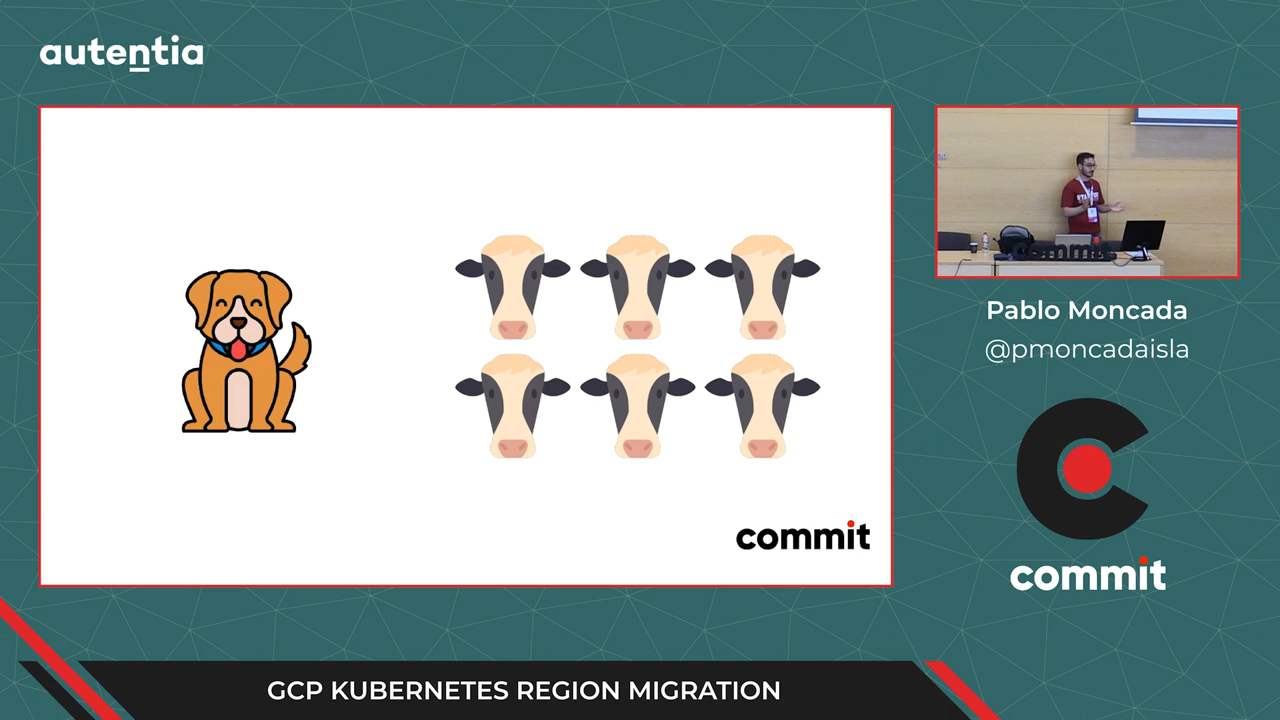 autentia
commit
Pablo Moncada
@pmoncadaisla
commit
GCP KUBERNETES REGION MIGRATION